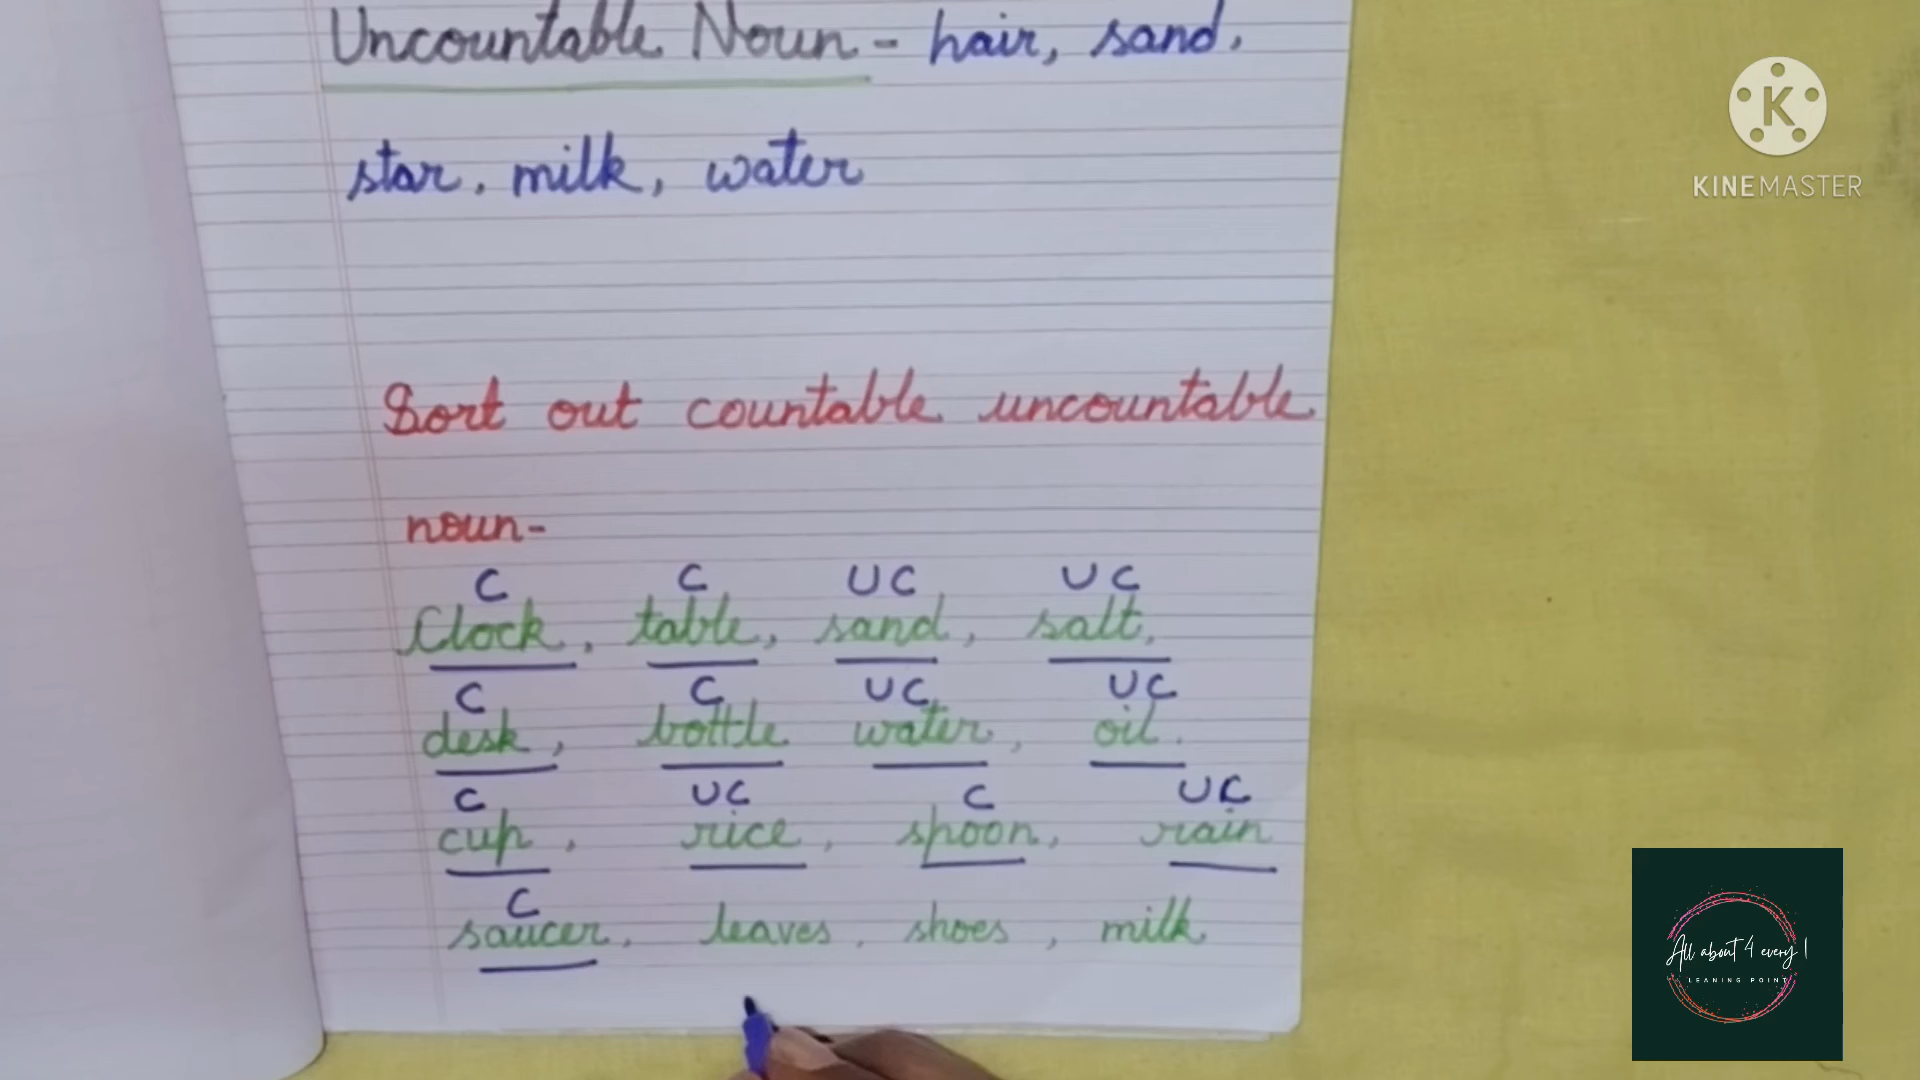 Uncountable Noun - hair, sand,
star, milk, water
Sort out countable uncountable
noun-
C C UC UC
Clock, table, sand, salt,
C C UC UC
desk, bottle water, oil.
C UC C UC
cup, rice, spoon, rain
C
saucer, leaves, shoes, milk
KINEMASTER
All about 4 every 1
LEANING POINT